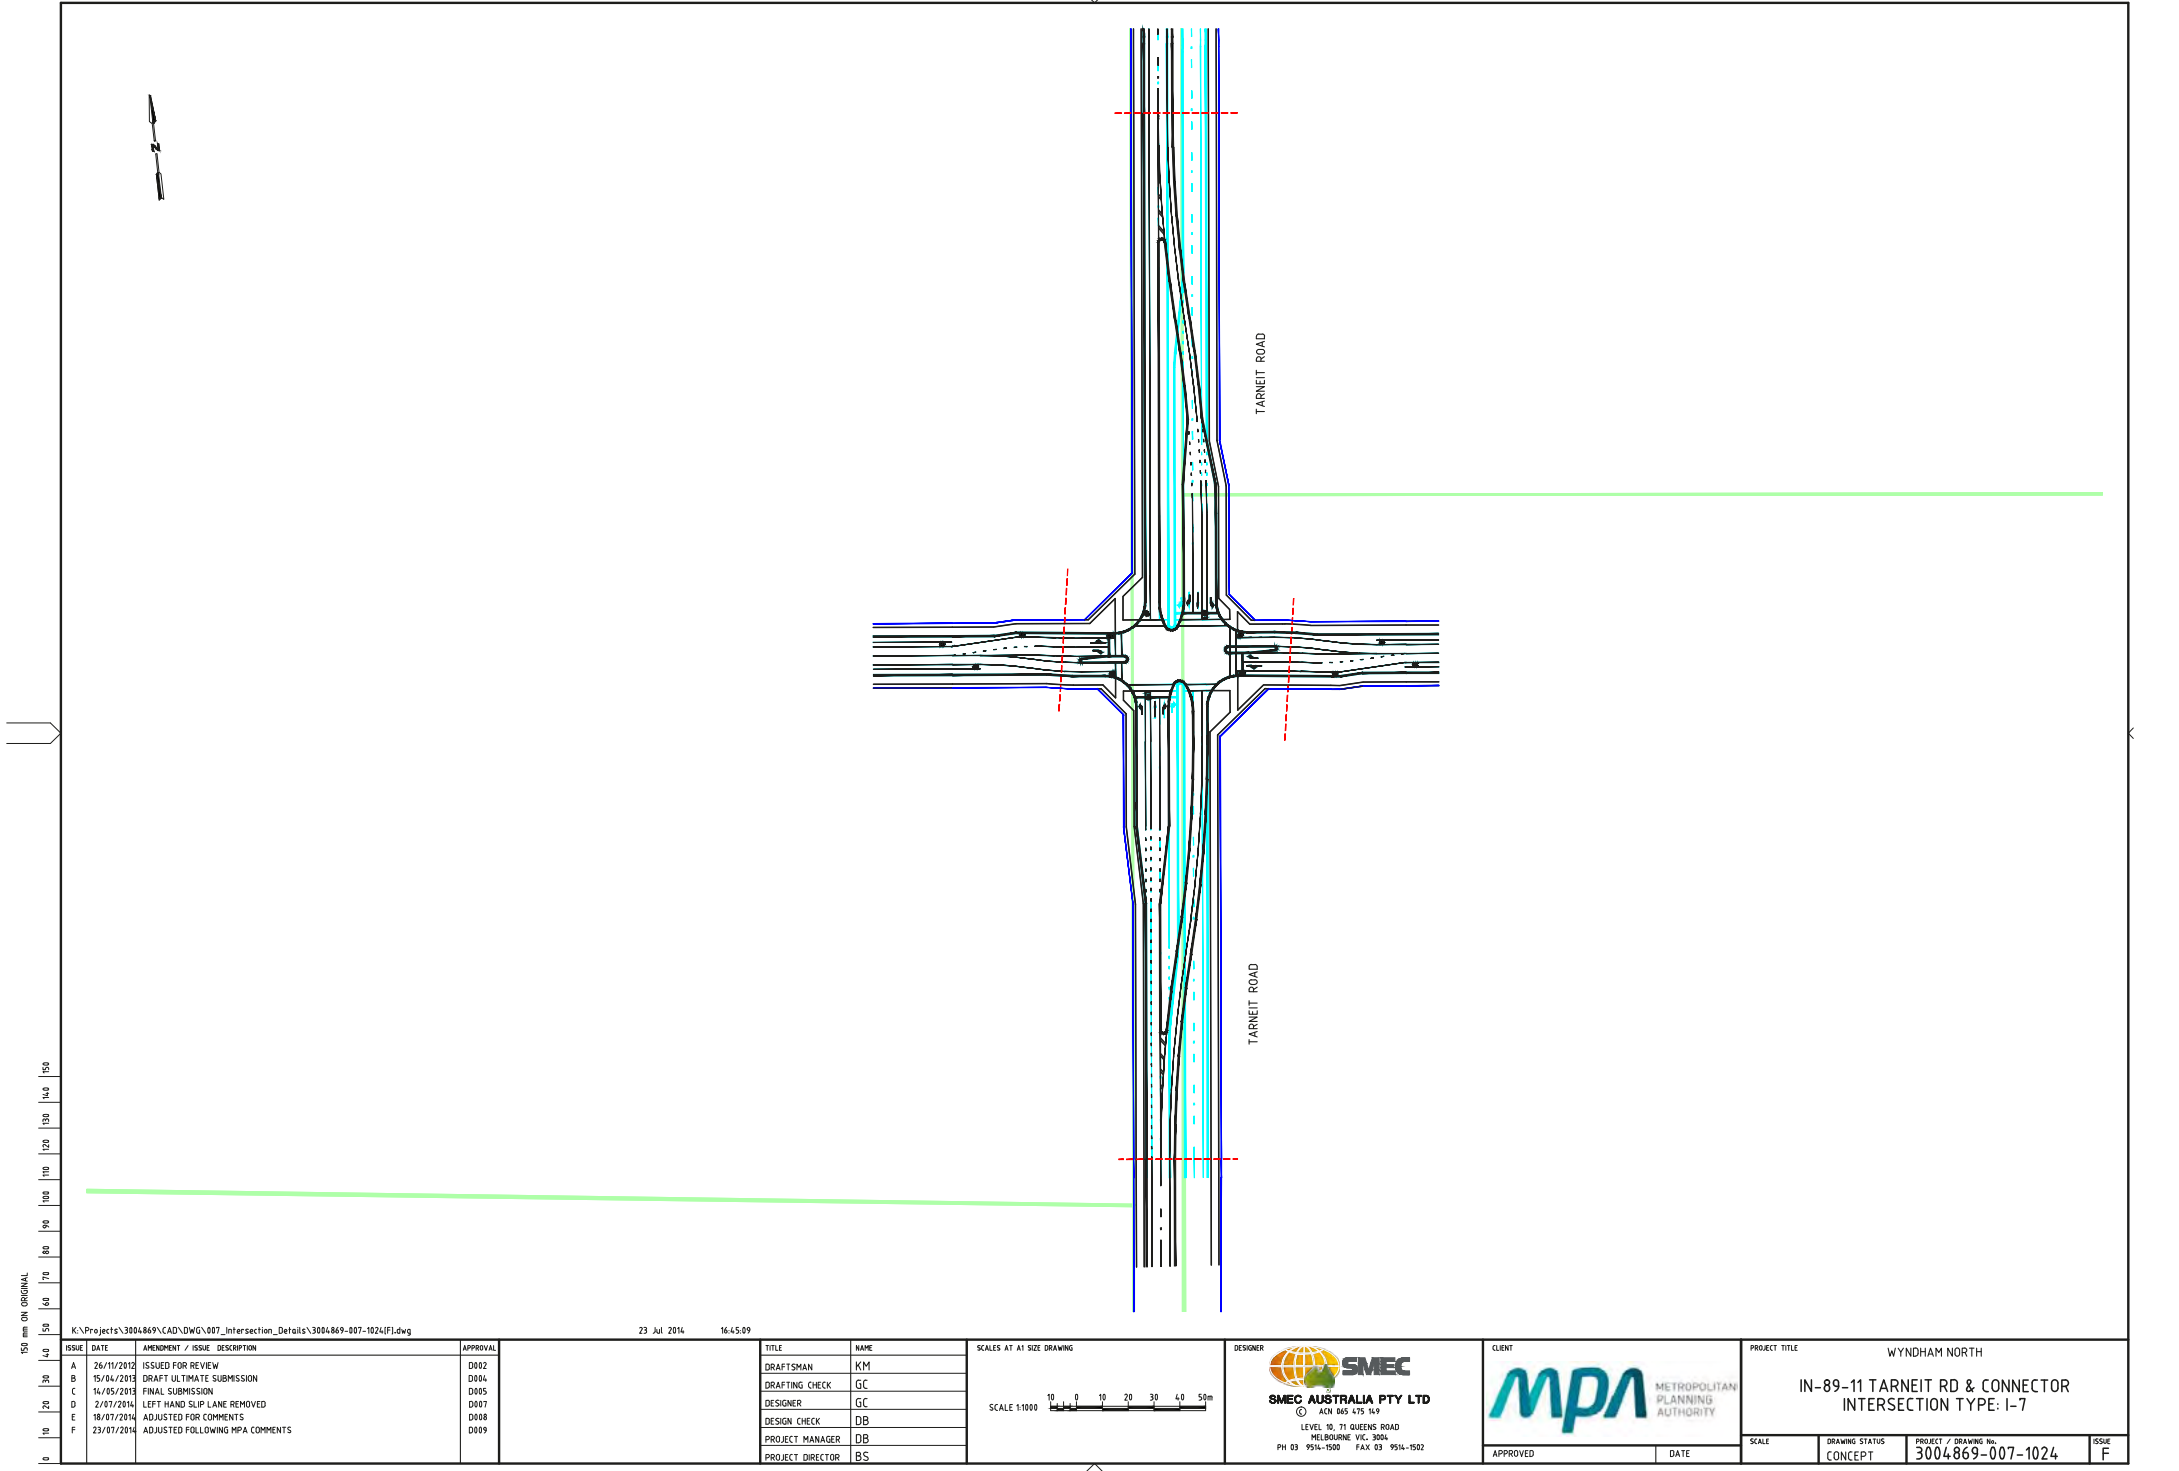 N
TARNEIT ROAD
TARNEIT ROAD
150 mm ON ORIGINAL
0 10 20 30 40 50 60 70 80 90 100 110 120 130 140 150
K:\Projects\3004869\CAD\DWG\007_Intersection_Details\3004869-007-1024[F].dwg 23 Jul 2014 16:45:09
ISSUE DATE AMENDMENT / ISSUE DESCRIPTION APPROVAL
A 26/11/2012 ISSUED FOR REVIEW D002
B 15/04/2013 DRAFT ULTIMATE SUBMISSION D004
C 14/05/2013 FINAL SUBMISSION D005
D 2/07/2014 LEFT HAND SLIP LANE REMOVED D007
E 18/07/2014 ADJUSTED FOR COMMENTS D008
F 23/07/2014 ADJUSTED FOLLOWING MPA COMMENTS D009
TITLE NAME
DRAFTSMAN KM
DRAFTING CHECK GC
DESIGNER GC
DESIGN CHECK DB
PROJECT MANAGER DB
PROJECT DIRECTOR BS
SCALES AT A1 SIZE DRAWING
10 0 10 20 30 40 50m
SCALE 1:1000
DESIGNER
SMEC
SMEC AUSTRALIA PTY LTD
© ACN 065 475 149
LEVEL 10, 71 QUEENS ROAD
MELBOURNE VIC. 3004
PH 03 9514-1500 FAX 03 9514-1502
CLIENT
MPA
METROPOLITAN
PLANNING
AUTHORITY
APPROVED DATE
PROJECT TITLE
WYNDHAM NORTH
IN-89-11 TARNEIT RD & CONNECTOR
INTERSECTION TYPE: I-7
SCALE
DRAWING STATUS
CONCEPT
PROJECT / DRAWING No.
3004869-007-1024
ISSUE
F